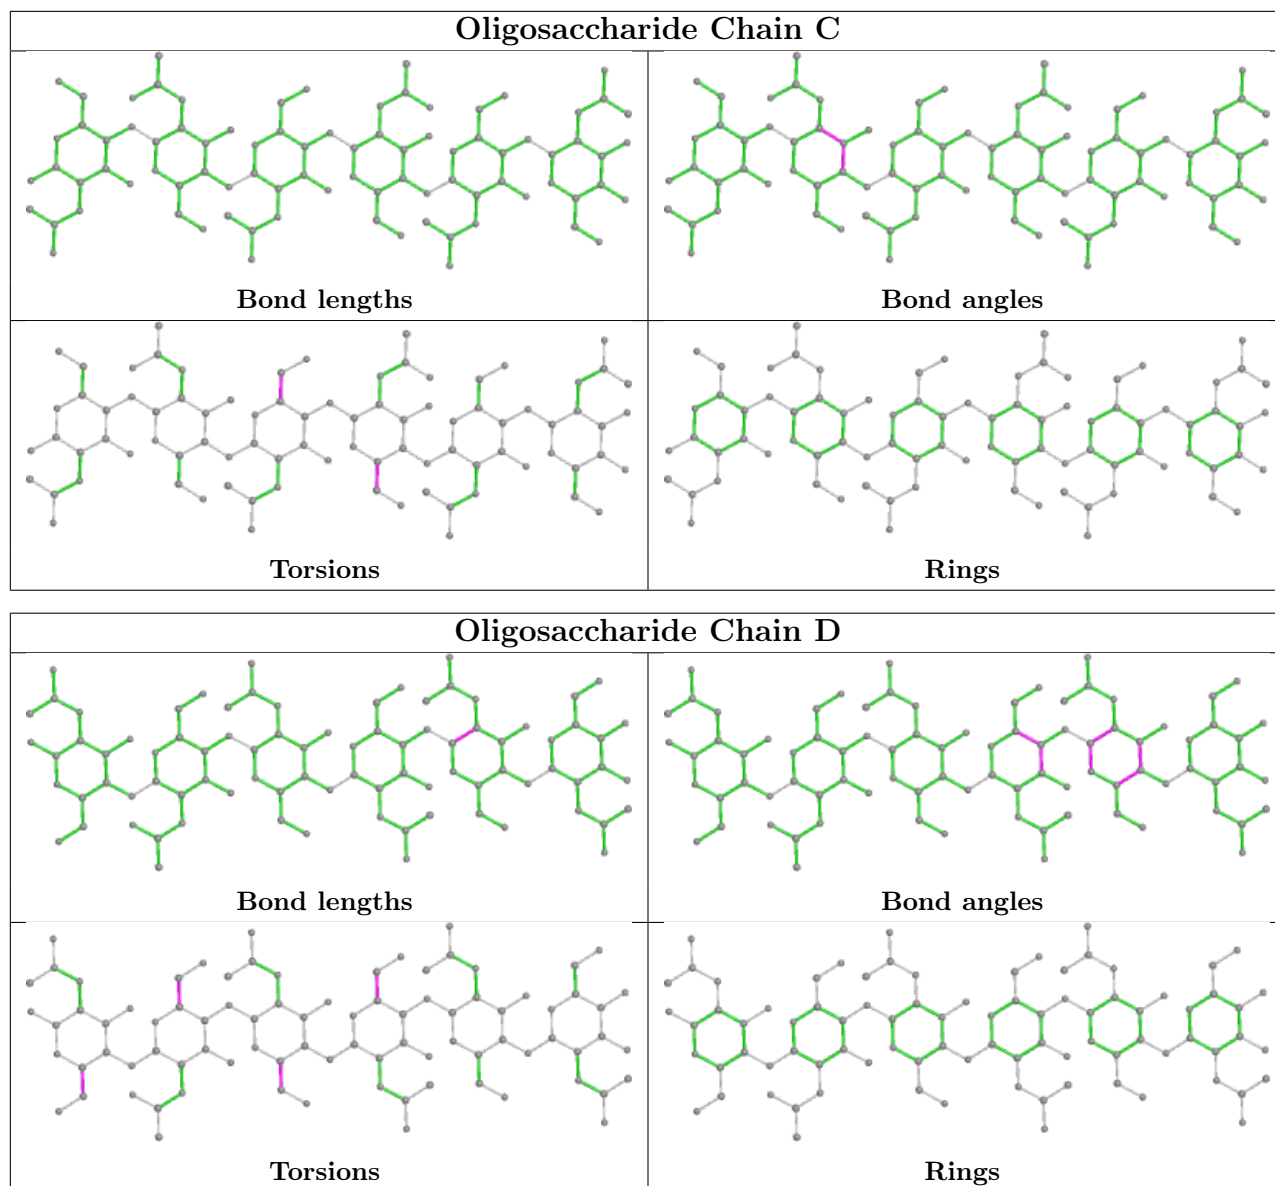 Oligosaccharide Chain C
Bond lengths
Bond angles
Torsions
Rings
Oligosaccharide Chain D
Bond lengths
Bond angles
Torsions
Rings